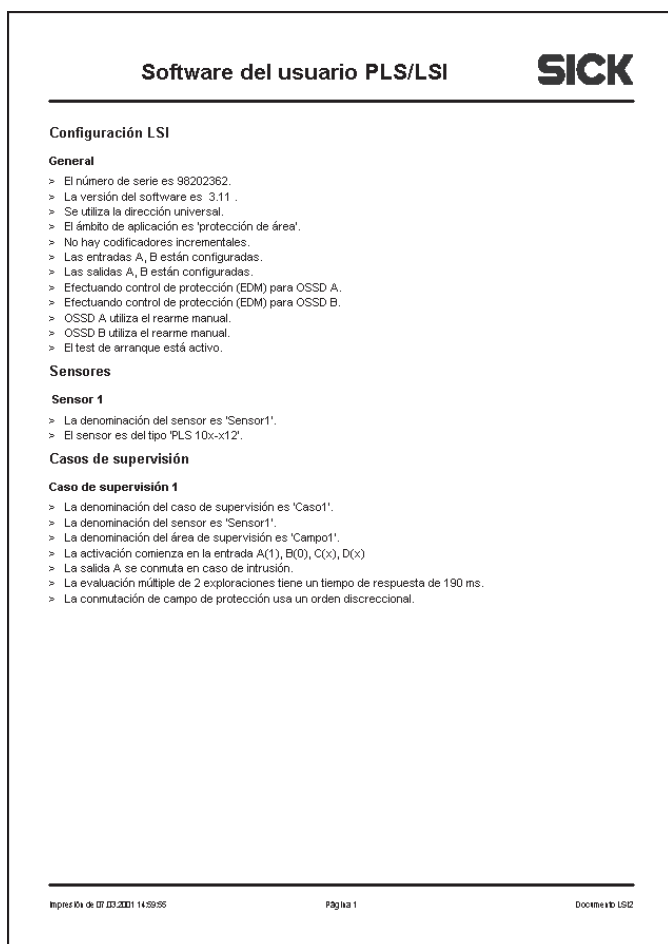 Software del usuario PLS/LSI
SICK
Configuración LSI
General
> El número de serie es 98202362.
> La versión del software es 3.11 .
> Se utiliza la dirección universal.
> El ámbito de aplicación es 'protección de área'.
> No hay codificadores incrementales.
> Las entradas A, B están configuradas.
> Las salidas A, B están configuradas.
> Efectuando control de protección (EDM) para OSSD A.
> Efectuando control de protección (EDM) para OSSD B.
> OSSD A utiliza el rearme manual.
> OSSD B utiliza el rearme manual.
> El test de arranque está activo.
Sensores
Sensor 1
> La denominación del sensor es 'Sensor1'.
> El sensor es del tipo 'PLS 10x-x12'.
Casos de supervisión
Caso de supervisión 1
> La denominación del caso de supervisión es 'Caso1'.
> La denominación del sensor es 'Sensor1'.
> La denominación del área de supervisión es 'Campo1'.
> La activación comienza en la entrada A(1), B(0), C(x), D(x)
> La salida A se conmuta en caso de intrusión.
> La evaluación múltiple de 2 exploraciones tiene un tiempo de respuesta de 190 ms.
> La conmutación de campo de protección usa un orden discreccional.
Impresión de 07.03.2001 14:59:55
Página 1
Documento LSI2